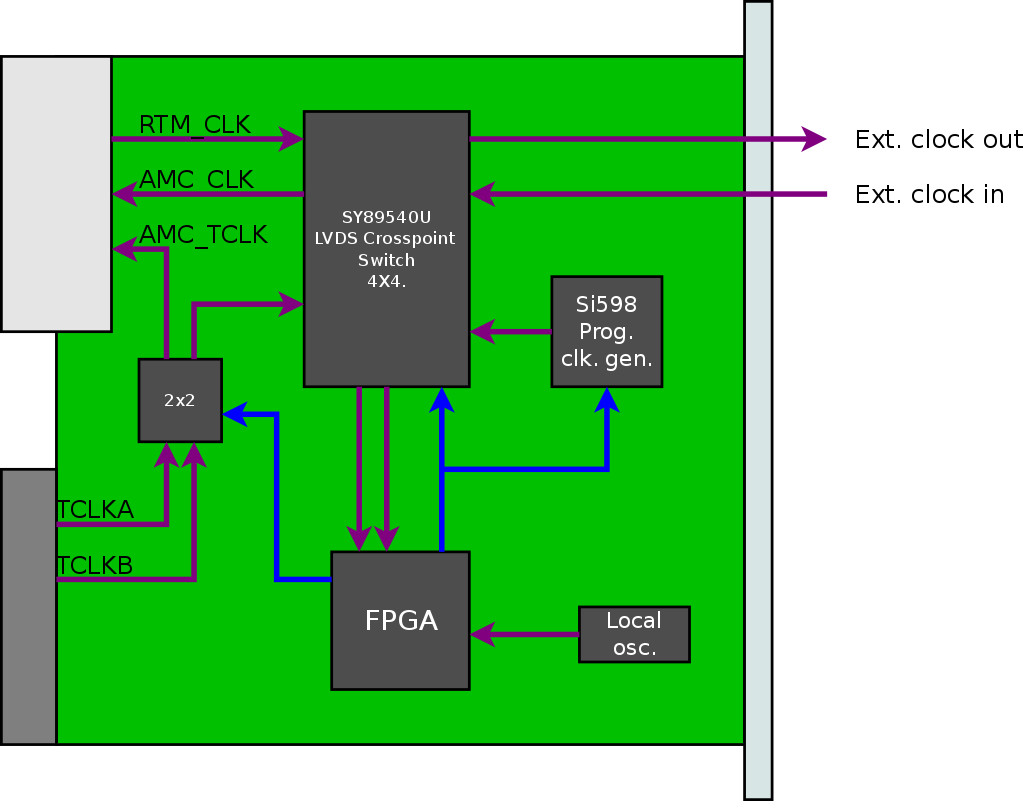 RTM_CLK
Ext. clock out
AMC_CLK
Ext. clock in
AMC_TCLK
SY89540U
LVDS Crosspoint
Switch
4X4.
Si598
Prog.
clk. gen.
2x2
TCLKA
TCLKB
FPGA
Local
osc.